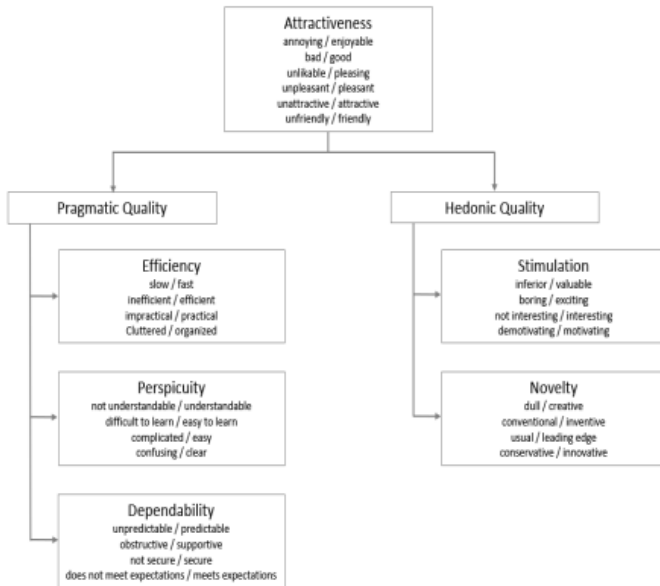 Attractiveness
annoying / enjoyable
bad / good
unlikable / pleasing
unpleasant / pleasant
unattractive / attractive
unfriendly / friendly
Pragmatic Quality
Efficiency
slow / fast
inefficient / efficient
impractical / practical
Cluttered / organized
Perspicuity
not understandable / understandable
difficult to learn / easy to learn
complicated / easy
confusing / clear
Dependability
unpredictable / predictable
obstructive / supportive
not secure / secure
does not meet expectations / meets expectations
Hedonic Quality
Stimulation
inferior / valuable
boring / exciting
not interesting / interesting
demotivating / motivating
Novelty
dull / creative
conventional / inventive
usual / leading edge
conservative / innovative